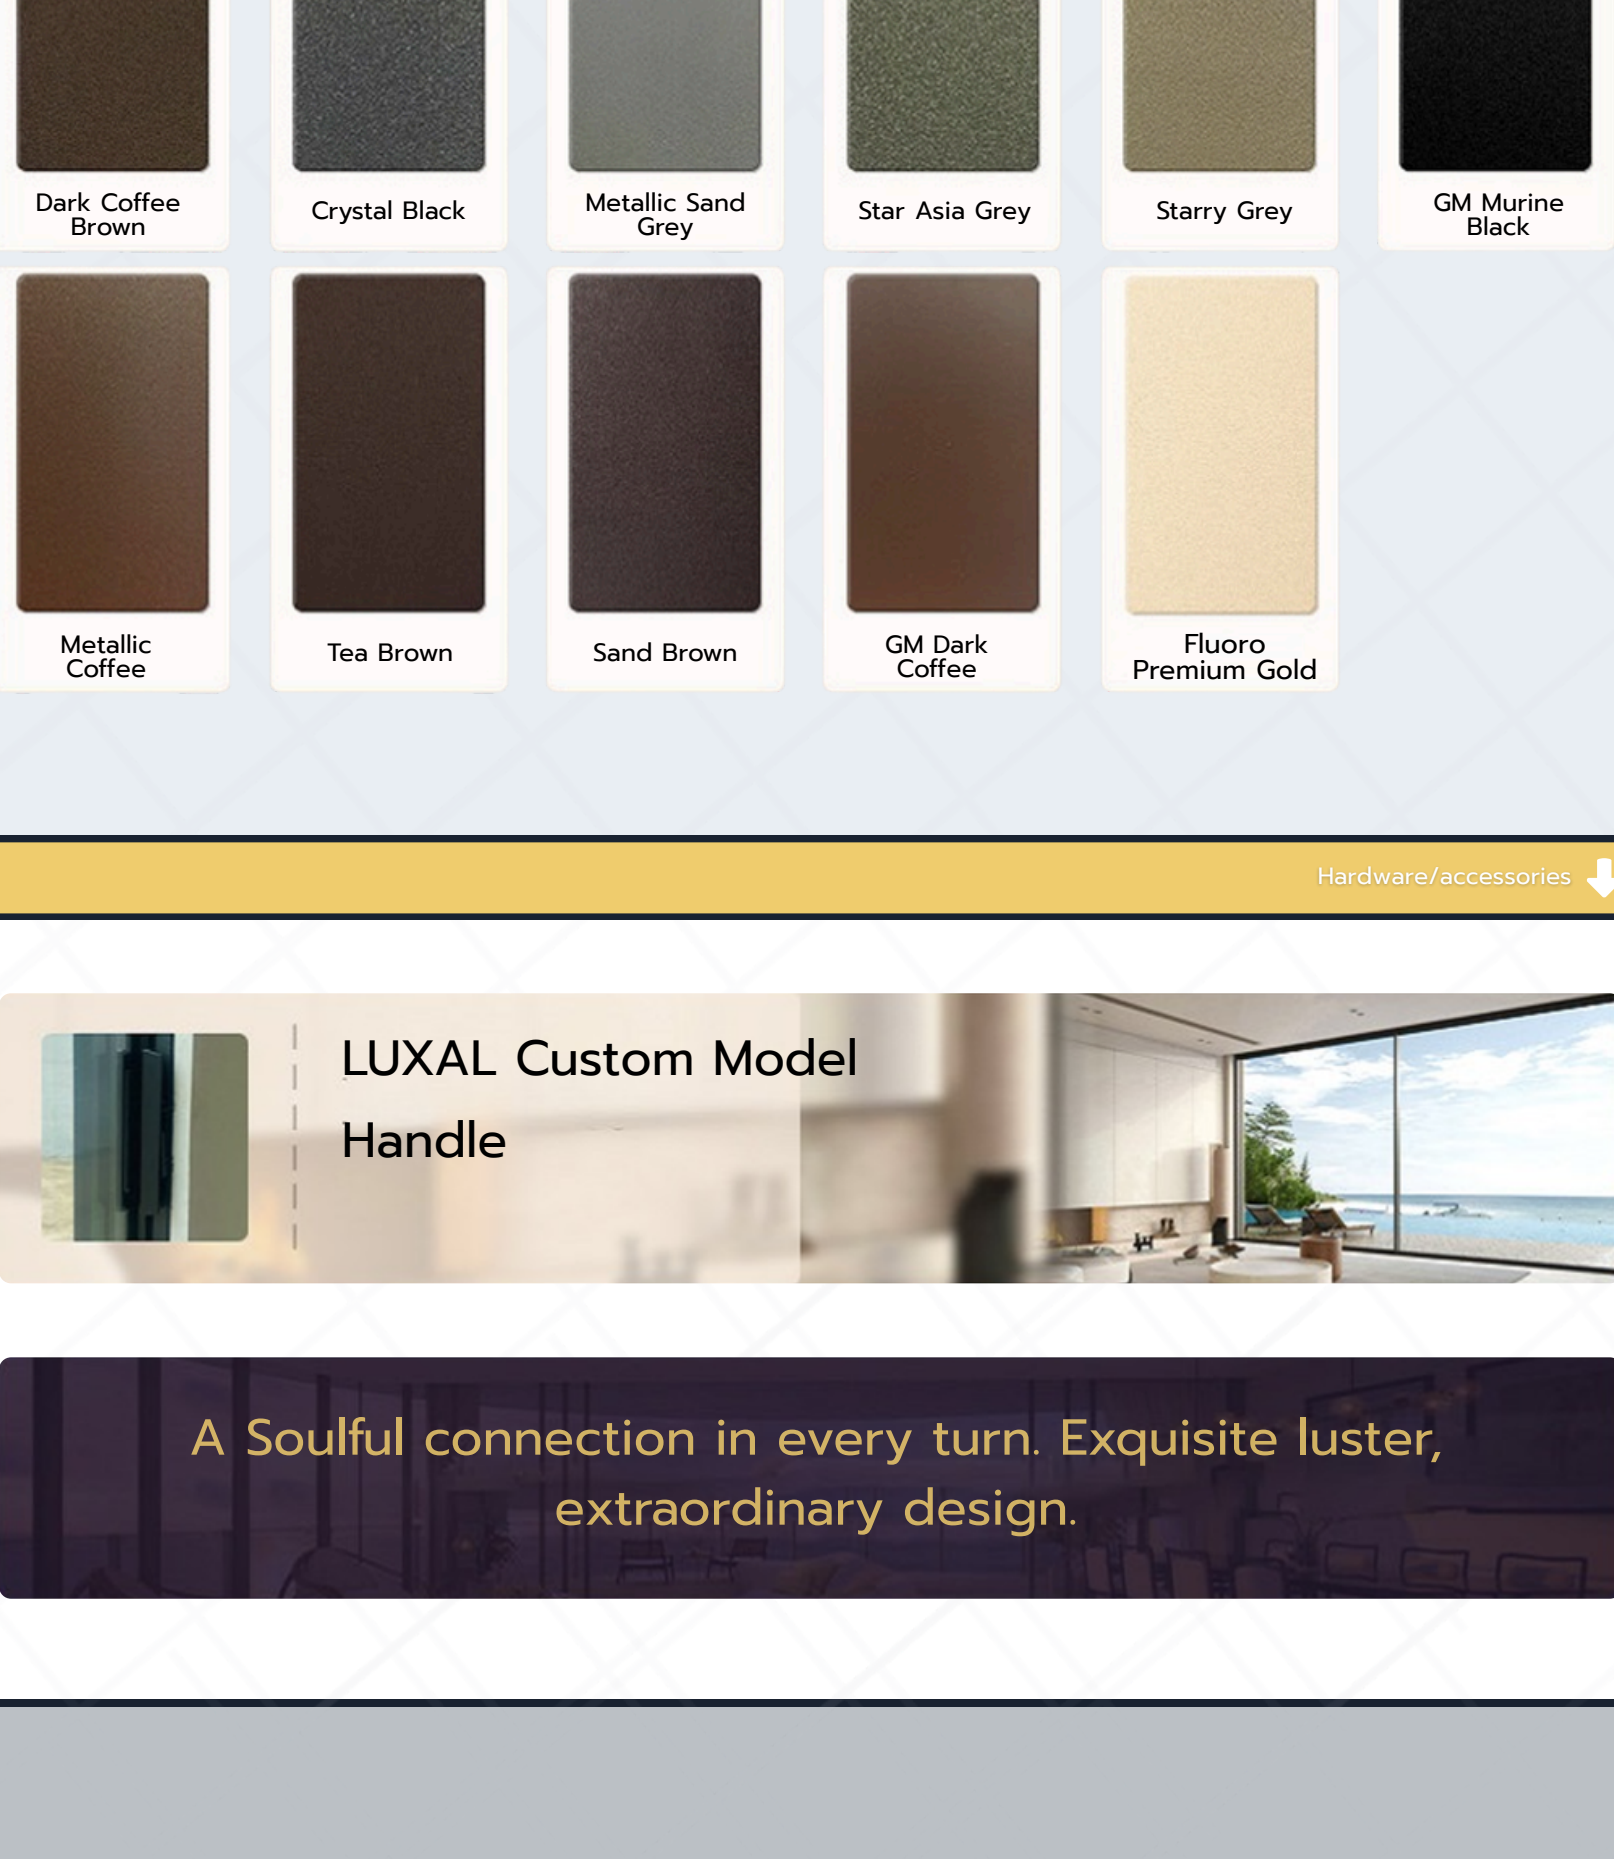 Dark Coffee
Brown
Crystal Black
Metallic Sand
Grey
Star Asia Grey
Starry Grey
GM Murine
Black
Metallic
Coffee
Tea Brown
Sand Brown
GM Dark
Coffee
Fluoro
Premium Gold
Hardware/accessories
LUXAL Custom Model
Handle
A Soulful connection in every turn. Exquisite luster,
extraordinary design.